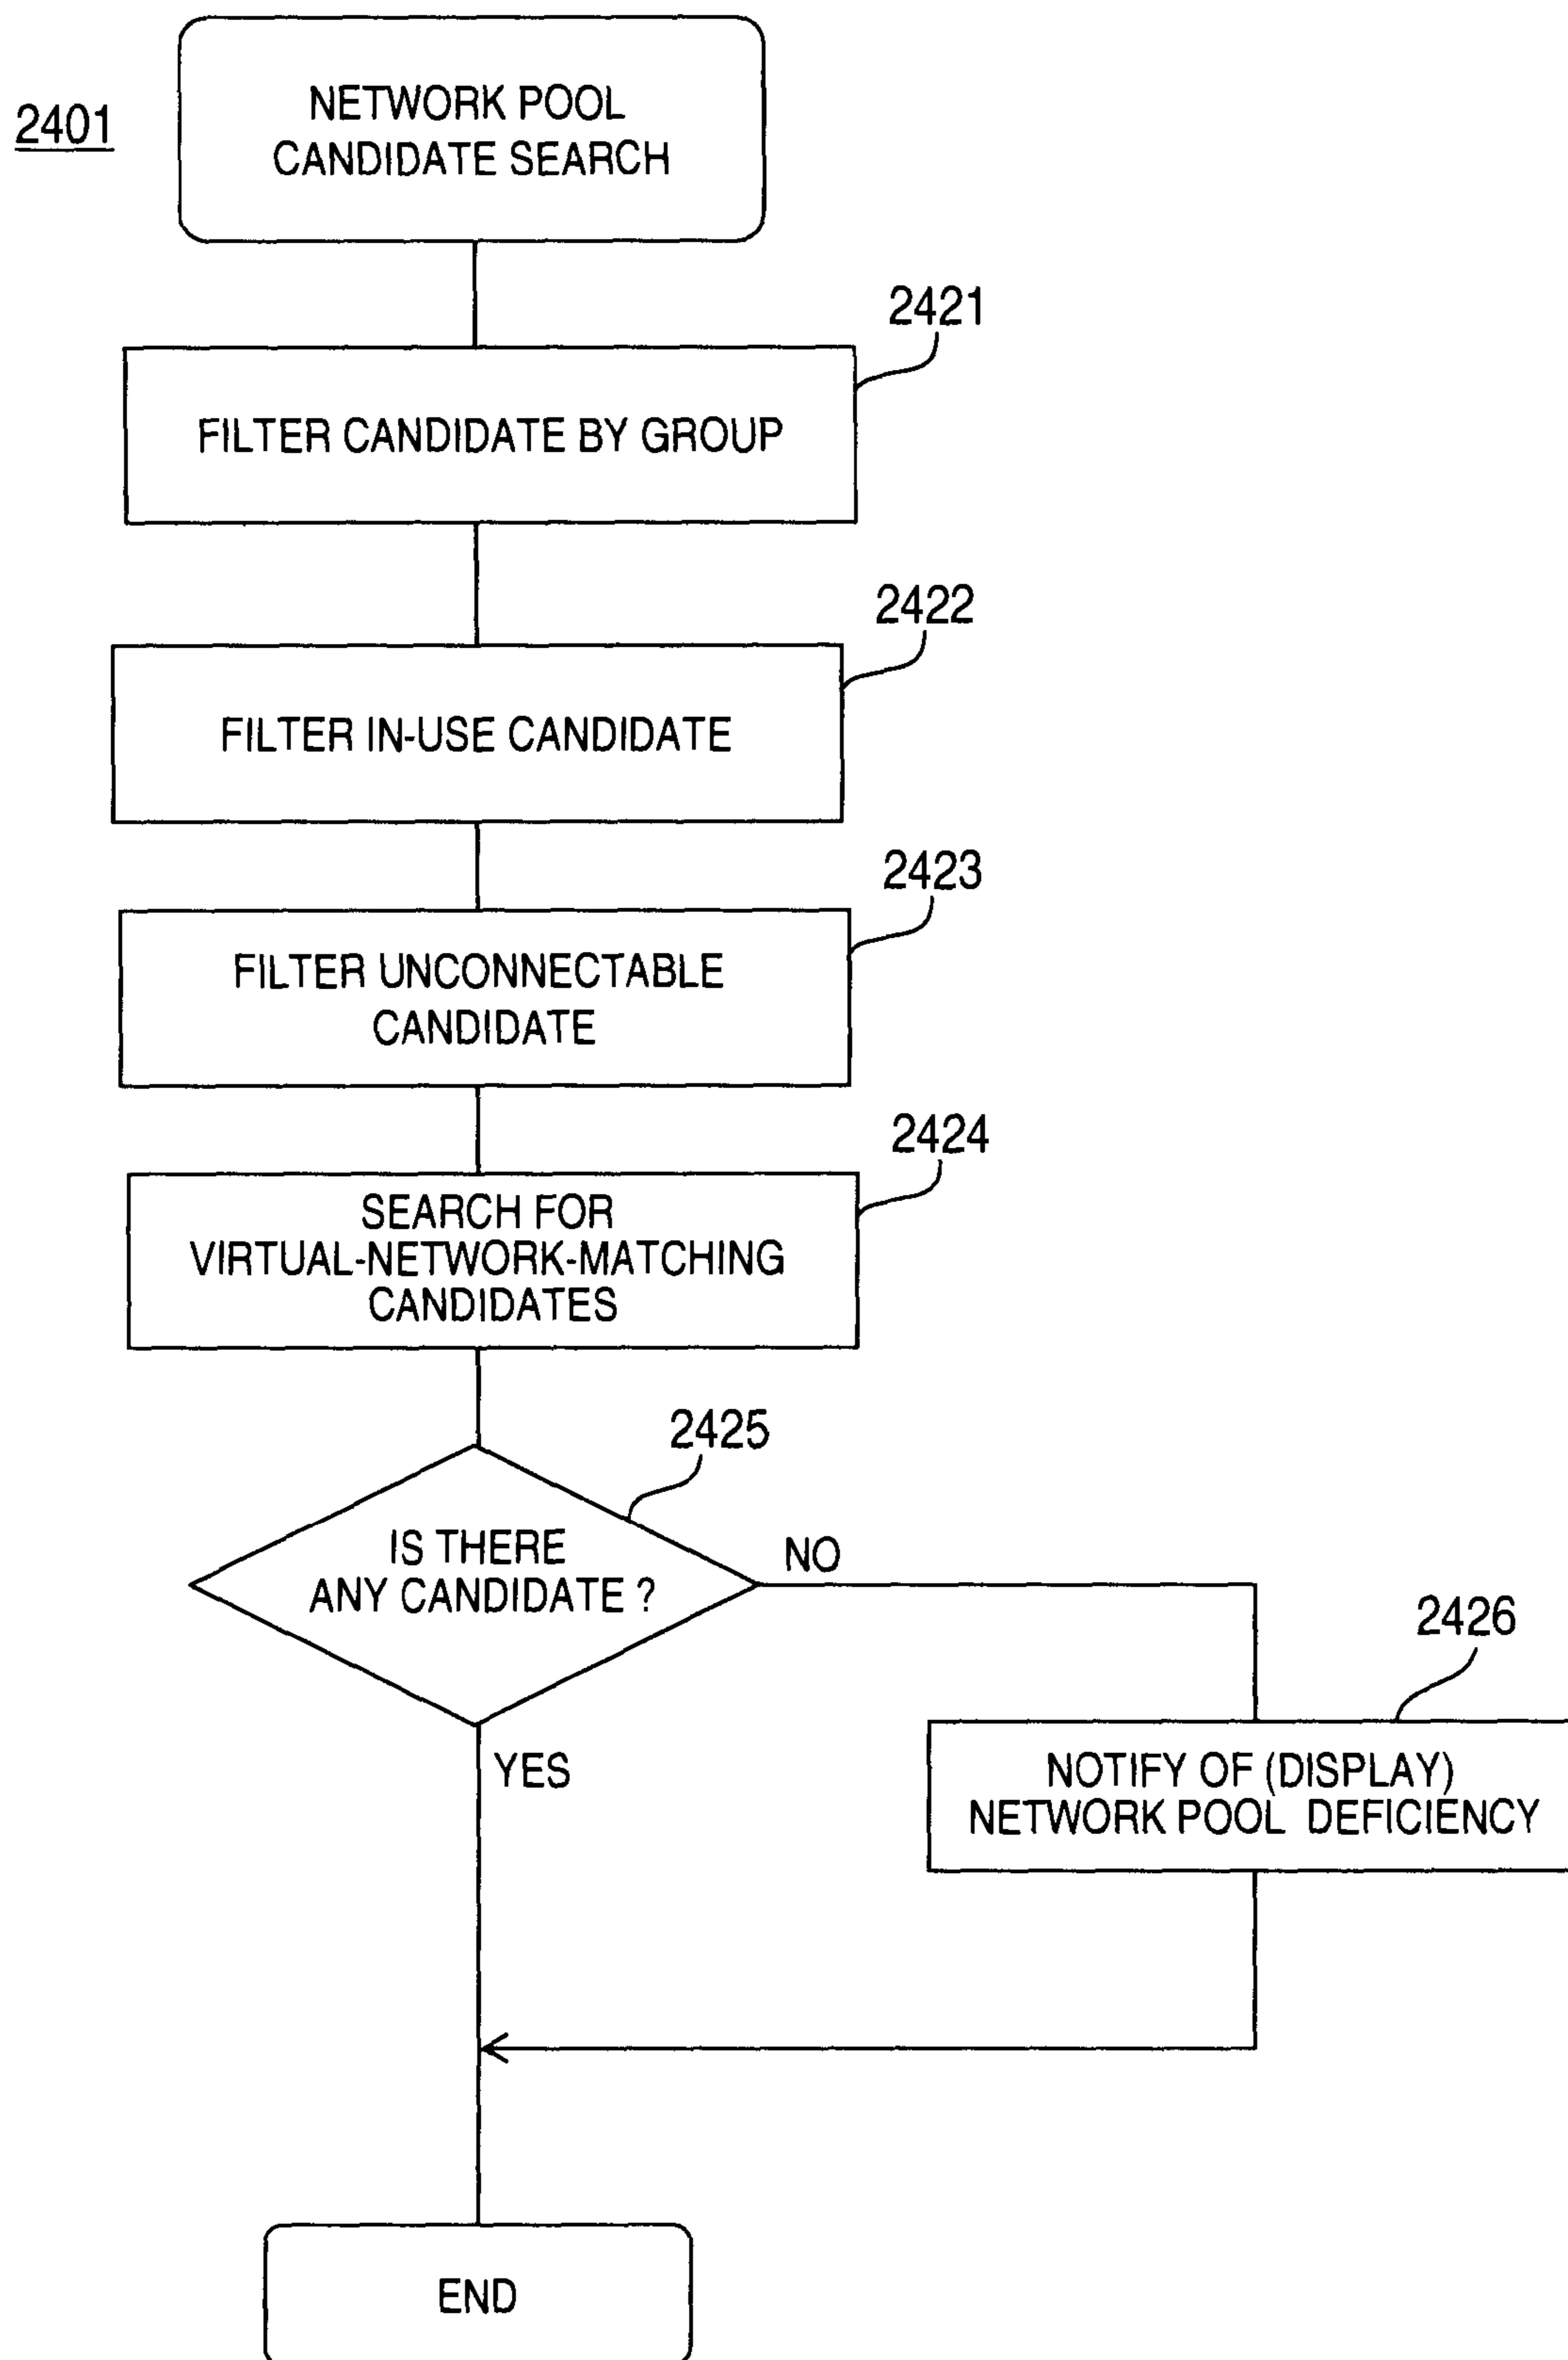 2401
NETWORK POOL
CANDIDATE SEARCH
2421
FILTER CANDIDATE BY GROUP
2422
FILTER IN-USE CANDIDATE
2423
FILTER UNCONNECTABLE
CANDIDATE
2424
SEARCH FOR
VIRTUAL-NETWORK-MATCHING
CANDIDATES
2425
IS THERE
ANY CANDIDATE ?
NO
2426
YES
NOTIFY OF (DISPLAY)
NETWORK POOL DEFICIENCY
END